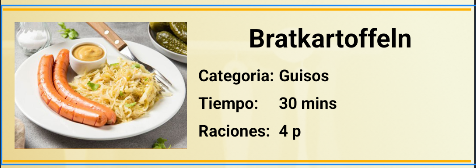 Bratkartoffeln
Categoria: Guisos
Tiempo: 30 mins
Raciones: 4 p